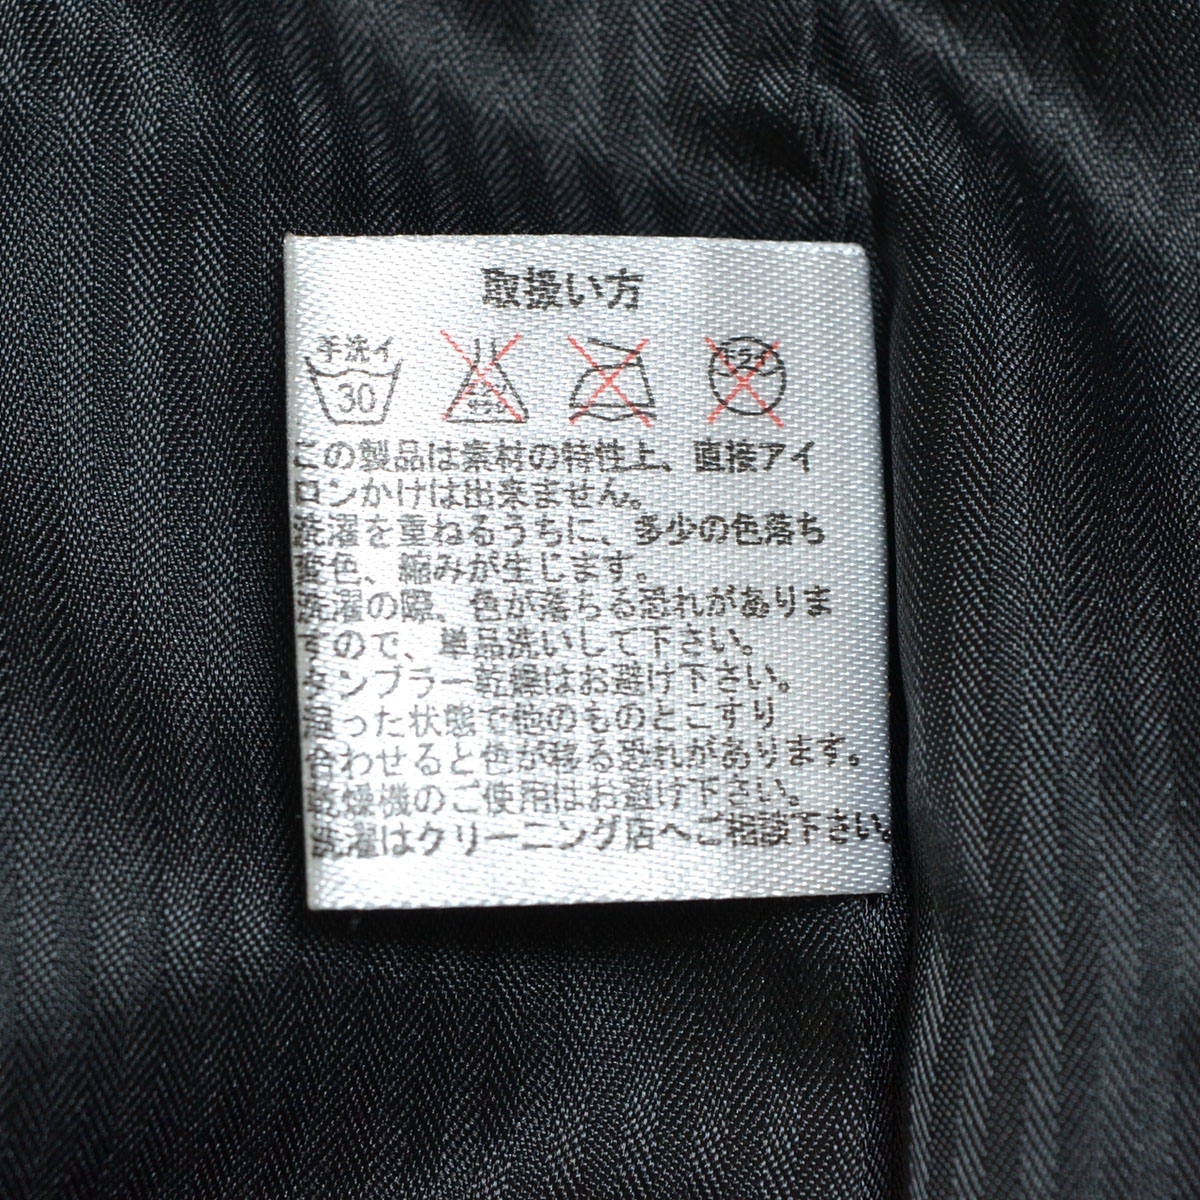 取扱い方
手洗イ
30
エンソサラシ
ドライ
この製品は素材の特性上、直接アイ
ロンかけは出来ません。
洗濯を重ねるうちに、多少の色落ち
変色、縮みが生じます。
洗濯の際、色が落ちる恐れがありま
すので、単品洗いして下さい。
タンブラー乾燥はお避け下さい。
湿った状態で他のものとこすり
合わせると色が移る恐れがあります。
乾燥機のご使用はお避け下さい。
洗濯はクリーニング店へご相談下さい。